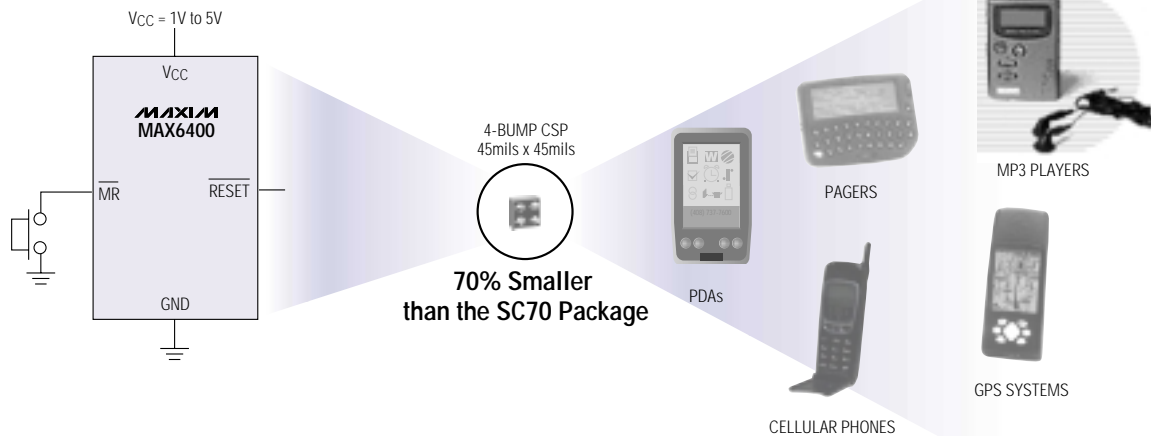 VCC = 1V to 5V
VCC
MAXIM
MAX6400
MR
RESET
GND
4-BUMP CSP
45mils x 45mils
70% Smaller
than the SC70 Package
PDAs
PAGERS
CELLULAR PHONES
MP3 PLAYERS
GPS SYSTEMS